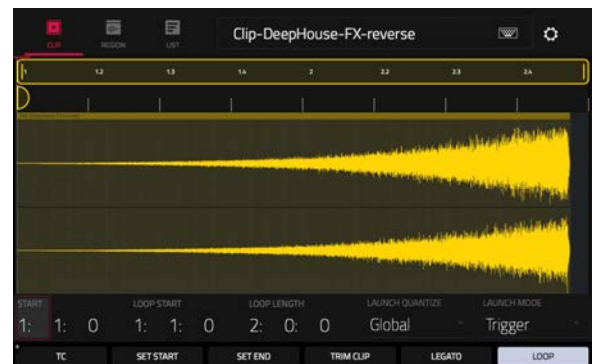 Clip-DeepHouse-FX-reverse
CLIP REGION LIST
1 1.2 1.3 1.4 2 2.2 2.3 2.4
START LOOP START LOOP LENGTH LAUNCH QUANTIZE LAUNCH MODE
1: 1: 0 1: 1: 0 2: 0: 0 Global Trigger
TC SET START SET END TRIM CLIP LEGATO LOOP